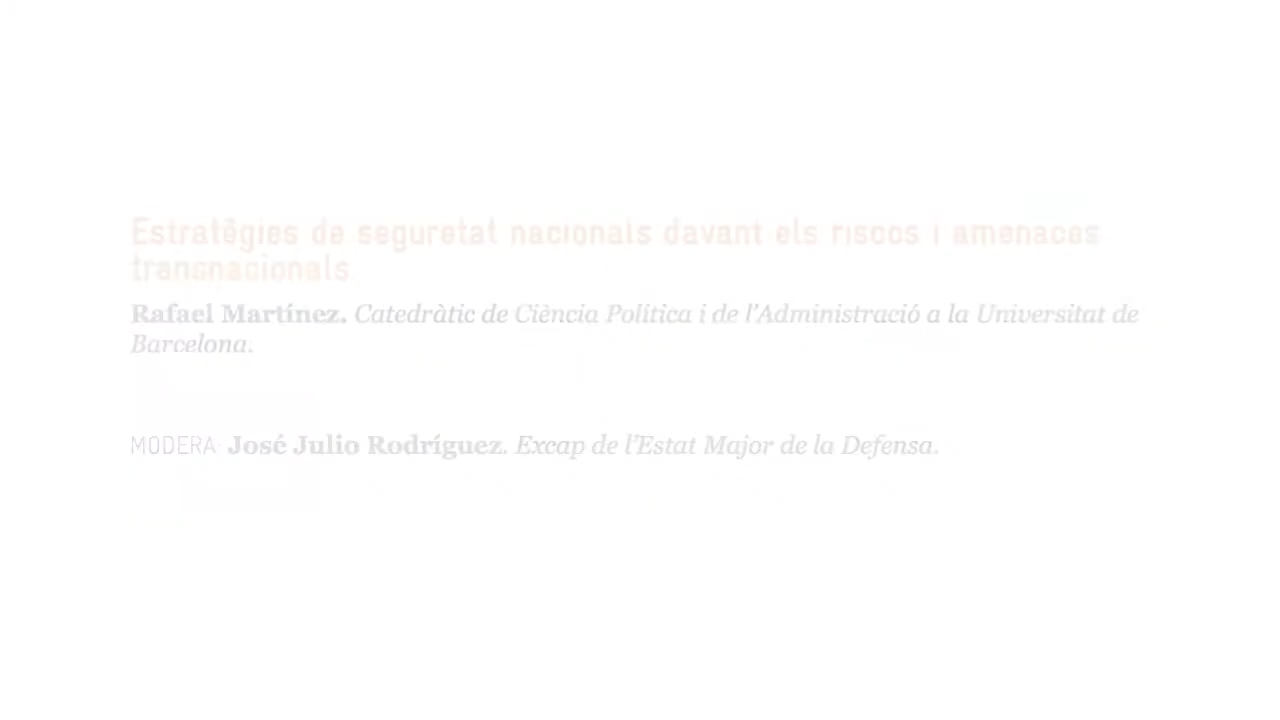 Estratègies de seguretat nacionals davant els riscos i amenaces
transnacionals
Rafael Martínez. Catedràtic de Ciència Política i de l'Administració a la Universitat de
Barcelona.
MODERA: José Julio Rodríguez. Excap de l'Estat Major de la Defensa.